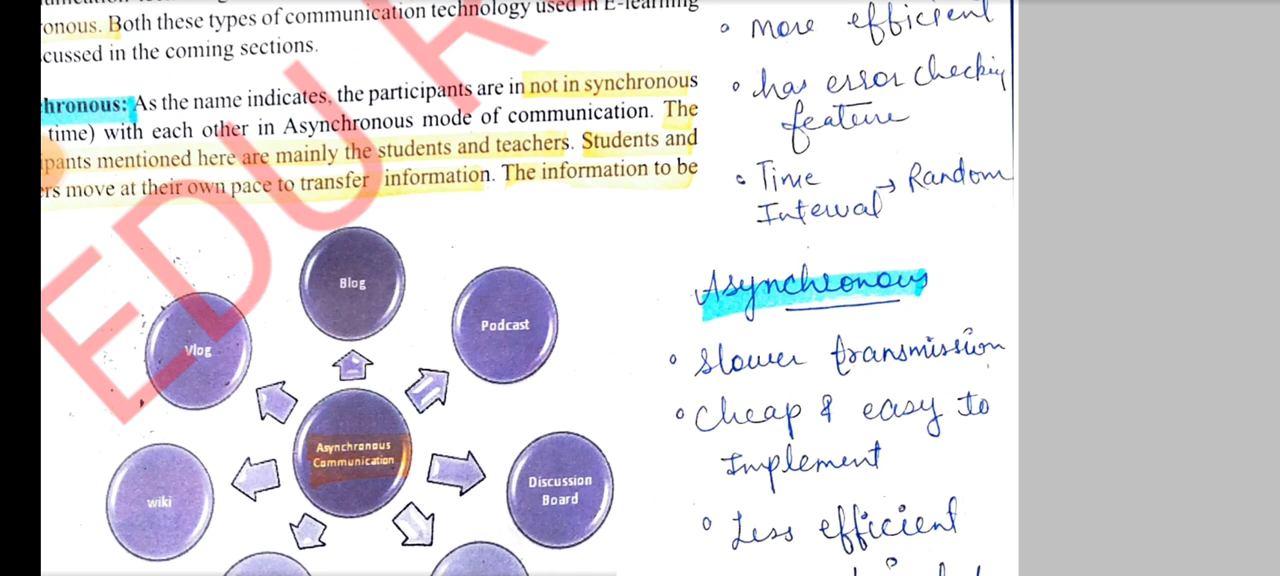 onous. Both these types of communication technology used in E-learning
cussed in the coming sections.
hronous: As the name indicates, the participants are in not in synchronous
time) with each other in Asynchronous mode of communication. The
pants mentioned here are mainly the students and teachers. Students and
ers move at their own pace to transfer information. The information to be
Blog
Podcast
Vlog
Asynchronous
Communication
Discussion
Board
wiki
EDUR
• More efficient
• has error checking
feature
• Time
Interval → Random
Asynchronous
• Slower transmission
• Cheap & easy to
Implement
• Less efficient